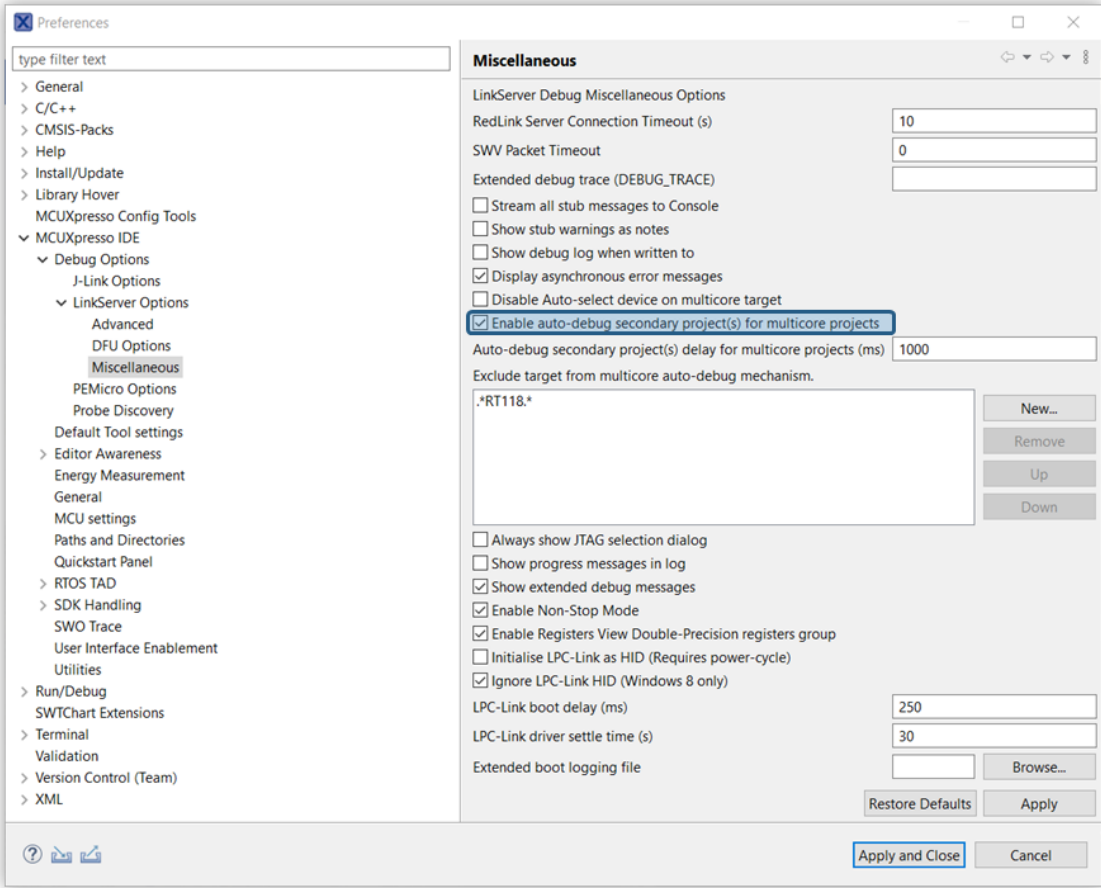 Preferences
type filter text
General
C/C++
CMSIS-Packs
Help
Install/Update
Library Hover
MCUXpresso Config Tools
MCUXpresso IDE
Debug Options
J-Link Options
LinkServer Options
Advanced
DFU Options
Miscellaneous
PEMicro Options
Probe Discovery
Default Tool settings
Editor Awareness
Energy Measurement
General
MCU settings
Paths and Directories
Quickstart Panel
RTOS TAD
SDK Handling
SWO Trace
User Interface Enablement
Utilities
Run/Debug
SWTChart Extensions
Terminal
Validation
Version Control (Team)
XML
Miscellaneous
LinkServer Debug Miscellaneous Options
RedLink Server Connection Timeout (s) 10
SWV Packet Timeout 0
Extended debug trace (DEBUG_TRACE)
Stream all stub messages to Console
Show stub warnings as notes
Show debug log when written to
Display asynchronous error messages
Disable Auto-select device on multicore target
Enable auto-debug secondary project(s) for multicore projects
Auto-debug secondary project(s) delay for multicore projects (ms) 1000
Exclude target from multicore auto-debug mechanism.
.*RT118.*
New...
Remove
Up
Down
Always show JTAG selection dialog
Show progress messages in log
Show extended debug messages
Enable Non-Stop Mode
Enable Registers View Double-Precision registers group
Initialise LPC-Link as HID (Requires power-cycle)
Ignore LPC-Link HID (Windows 8 only)
LPC-Link boot delay (ms) 250
LPC-Link driver settle time (s) 30
Extended boot logging file Browse...
Restore Defaults Apply
Apply and Close Cancel